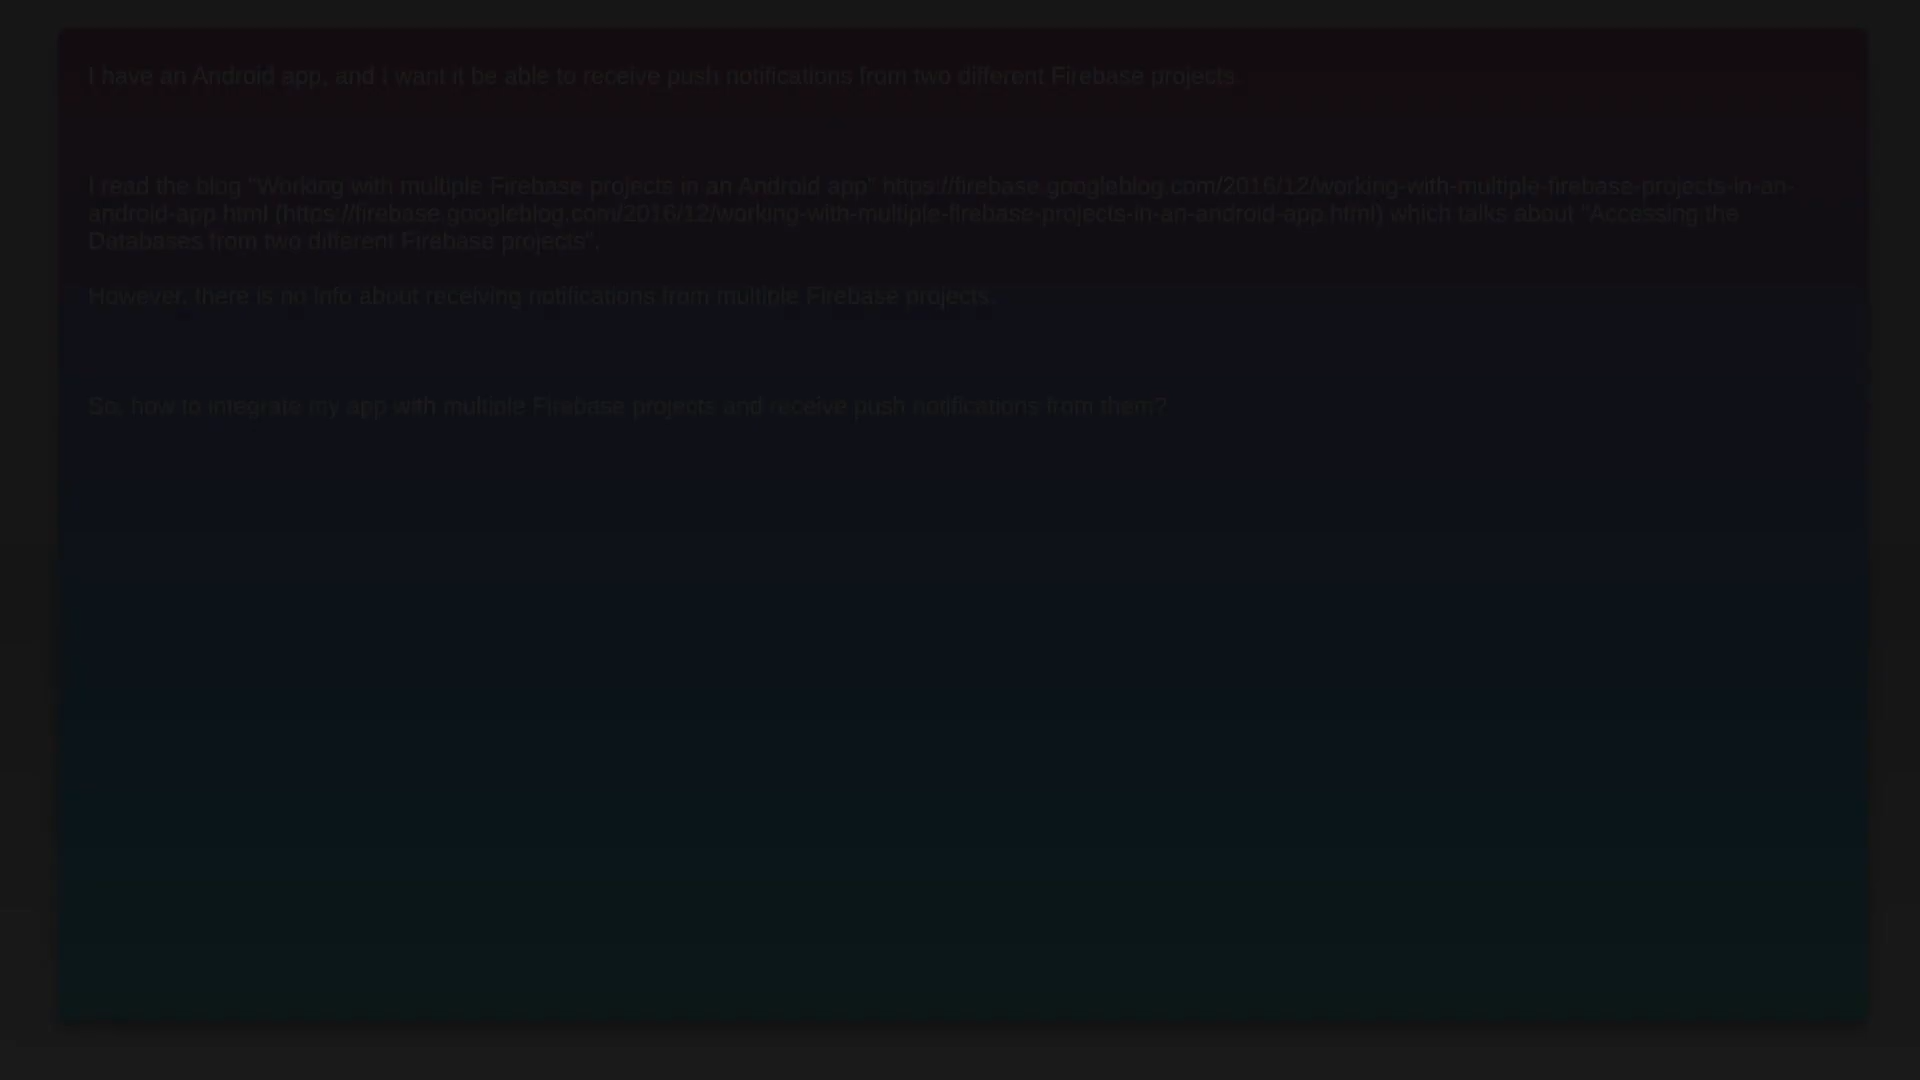 I have an Android app, and I want it be able to receive push notifications from two different Firebase projects.
I read the blog "Working with multiple Firebase projects in an Android app" https://firebase.googleblog.com/2016/12/working-with-multiple-firebase-projects-in-an-
android-app.html (https://firebase.googleblog.com/2016/12/working-with-multiple-firebase-projects-in-an-android-app.html) which talks about "Accessing the
Databases from two different Firebase projects",
However, there is no info about receiving notifications from multiple Firebase projects.
So, how to integrate my app with multiple Firebase projects and receive push notifications from them?